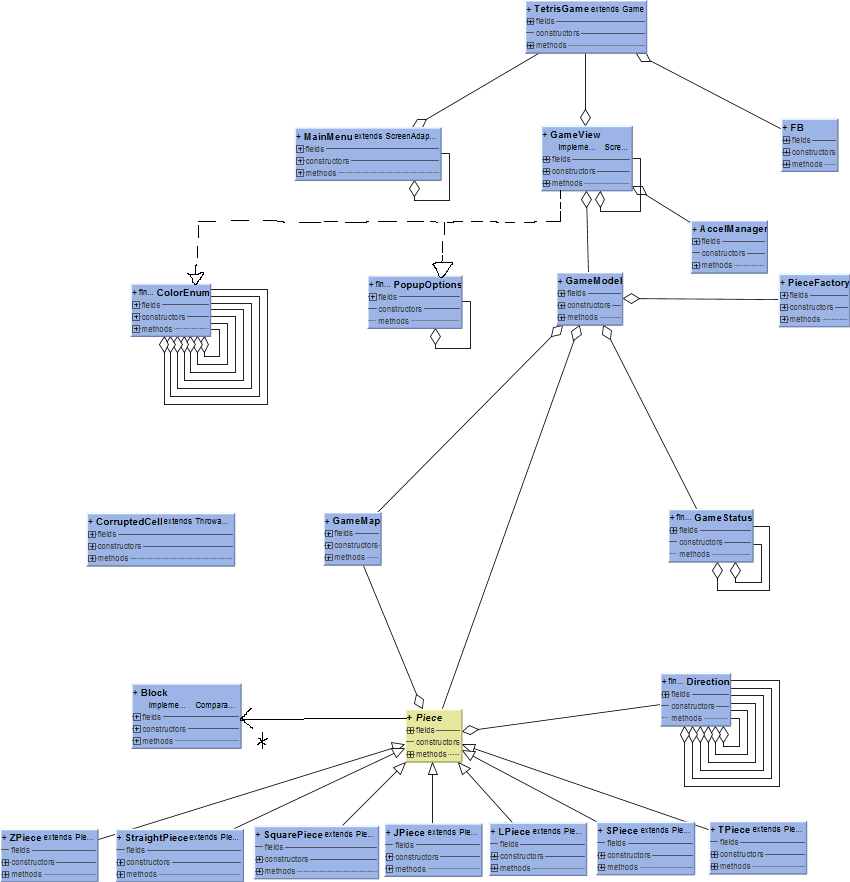 + TetrisGame extends Game
fields
constructors
methods
+ MainMenu extends ScreenAdap...
fields
constructors
methods
+ GameView
Impleme... Scre...
fields
constructors
methods
+ FB
fields
constructors
methods
+ AccelManager
fields
constructors
methods
+ fin... ColorEnum
fields
constructors
methods
+ fin... PopupOptions
fields
constructors
methods
+ GameModel
fields
constructors
methods
+ PieceFactory
fields
constructors
methods
+ CorruptedCell extends Throwa...
fields
constructors
methods
+ GameMap
fields
constructors
methods
+ fin... GameStatus
fields
constructors
methods
+ Block
Impleme... Compara...
fields
constructors
methods
*
+ Piece
fields
constructors
methods
+ fin... Direction
fields
constructors
methods
+ ZPiece extends Pie...
fields
constructors
methods
+ StraightPiece extends Pie...
fields
constructors
methods
+ SquarePiece extends Pie...
fields
constructors
methods
+ JPiece extends Pie...
fields
constructors
methods
+ LPiece extends Pie...
fields
constructors
methods
+ SPiece extends Pie...
fields
constructors
methods
+ TPiece extends Pie...
fields
constructors
methods